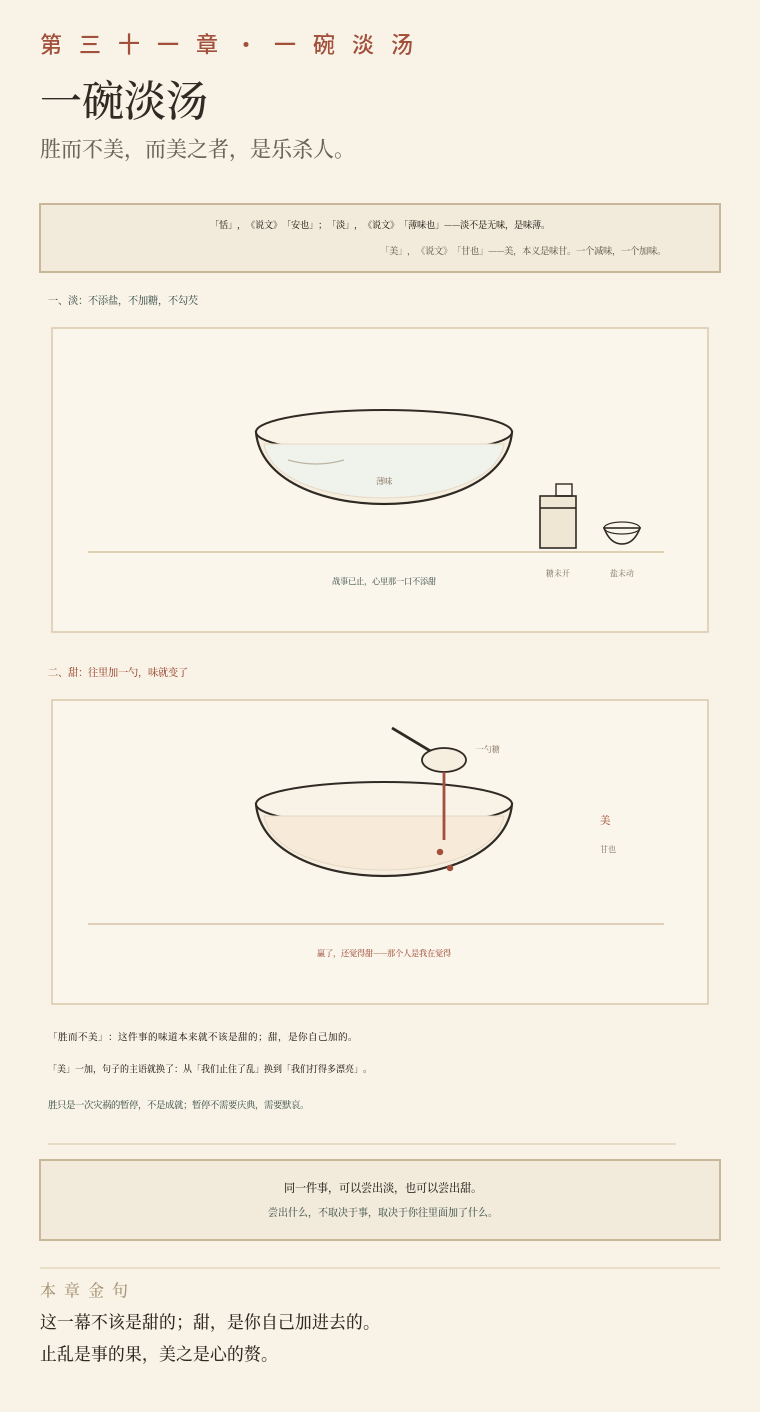 第三十一章·一碗淡汤
一碗淡汤
胜而不美，而美之者，是乐杀人。
「恬」，《说文》「安也」；「淡」，《说文》「薄味也」——淡不是无味，是味薄。
「美」，《说文》「甘也」——美，本义是味甘。一个减味，一个加味。
一、淡：不添盐，不加糖，不勾芡
薄味
糖未开
盐未动
战事已止，心里那一口不添甜
二、甜：往里加一勺，味就变了
一勺糖
美
甘也
赢了，还觉得甜——那个人是我在觉得
「胜而不美」：这件事的味道本来就不该是甜的；甜，是你自己加的。
「美」一加，句子的主语就换了：从「我们止住了乱」换到「我们打得多漂亮」。
胜只是一次灾祸的暂停，不是成就；暂停不需要庆典，需要默哀。
同一件事，可以尝出淡，也可以尝出甜。
尝出什么，不取决于事，取决于你往里面加了什么。
本章金句
这一幕不该是甜的；甜，是你自己加进去的。
止乱是事的果，美之是心的赘。